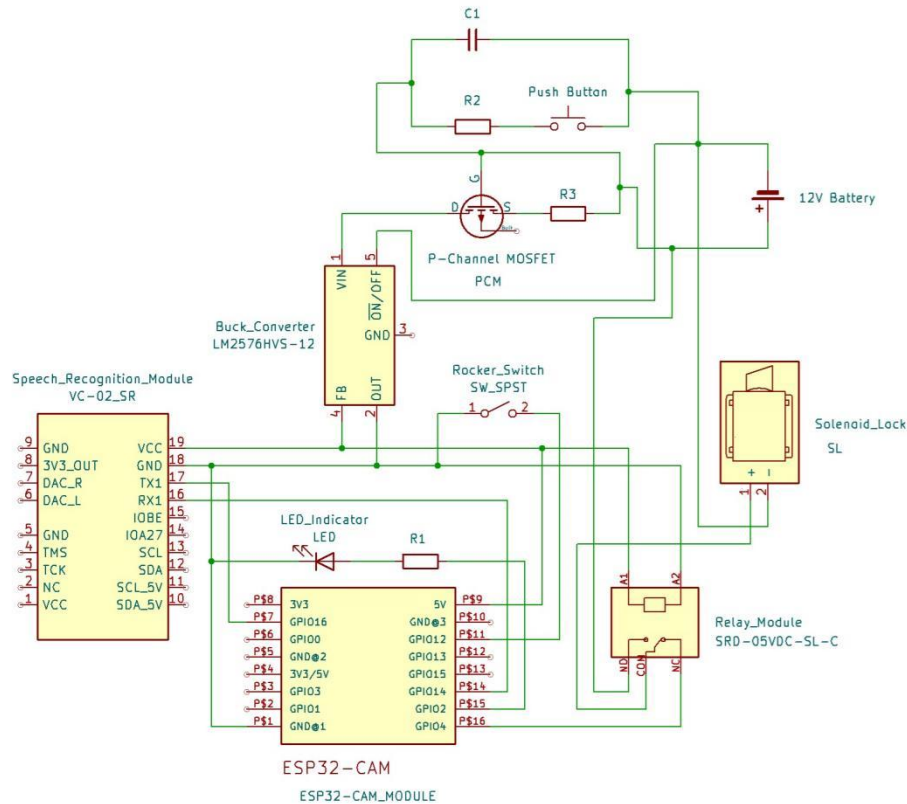 C1
R2
Push Button
G
D
S
R3
12V Battery
+
P-Channel MOSFET
PCM
1
5
VIN
ON/OFF
GND
3
Buck_Converter
LM2576HVS-12
FB
OUT
4
2
Rocker_Switch
SW_SPST
1
2
Speech_Recognition_Module
VC-02_SR
9 GND VCC 19
8 3V3_OUT GND 18
7 DAC_R TX1 17
6 DAC_L RX1 16
IOBE 15
5 GND IOA27 14
4 TMS SCL 13
3 TCK SDA 12
2 NC SCL_5V 11
1 VCC SDA_5V 10
Solenoid_Lock
SL
+ −
1 2
LED_Indicator
LED
R1
P$8 3V3 5V P$9
P$7 GPIO16 GND@3 P$10
P$6 GPIO0 GPIO12 P$11
P$5 GND@2 GPIO13 P$12
P$4 3V3/5V GPIO15 P$13
P$3 GPIO3 GPIO14 P$14
P$2 GPIO1 GPIO2 P$15
P$1 GND@1 GPIO4 P$16
A1
A2
Relay_Module
SRD-05VDC-SL-C
NO
COM
NC
ESP32-CAM
ESP32-CAM_MODULE